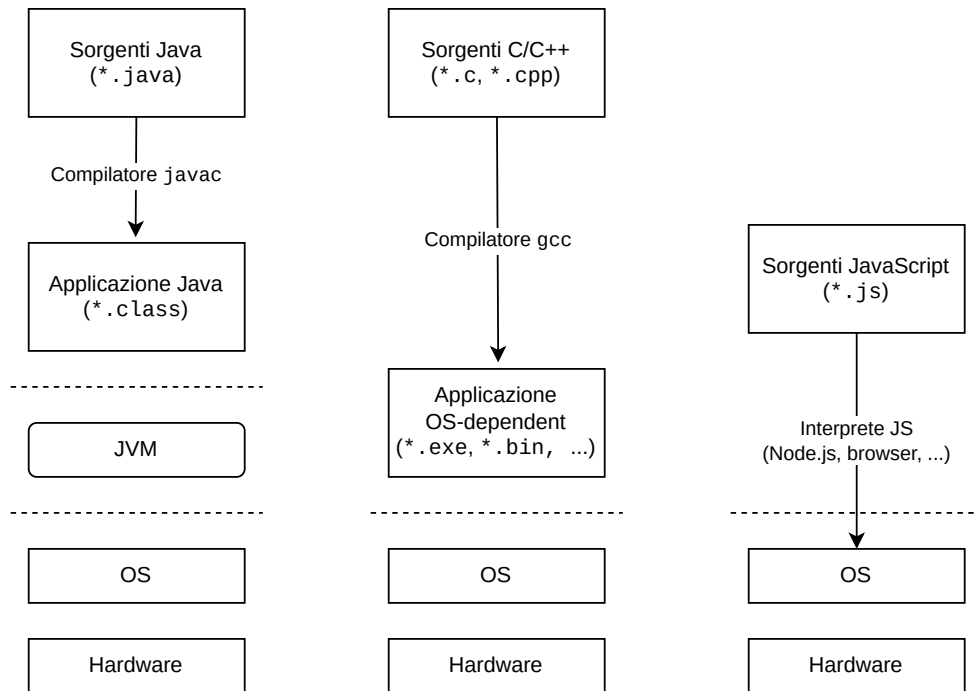 Sorgenti Java
(*.java)
Compilatore javac
Applicazione Java
(*.class)
JVM
OS
Hardware
Sorgenti C/C++
(*.c, *.cpp)
Compilatore gcc
Applicazione
OS-dependent
(*.exe, *.bin, ...)
OS
Hardware
Sorgenti JavaScript
(*.js)
Interprete JS
(Node.js, browser, ...)
OS
Hardware